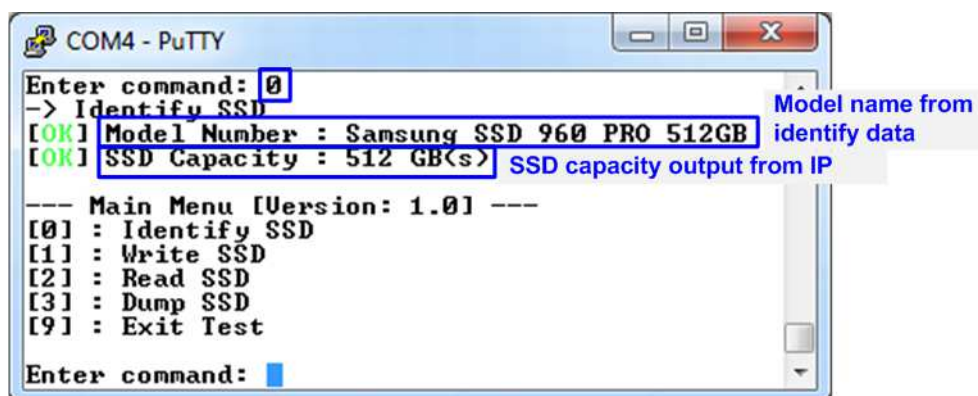 COM4 - PuTTY
Enter command: 0
-> Identify SSD
[OK] Model Number : Samsung SSD 960 PRO 512GB
[OK] SSD Capacity : 512 GB(s)
Model name from
identify data
SSD capacity output from IP
--- Main Menu [Version: 1.0] ---
[0] : Identify SSD
[1] : Write SSD
[2] : Read SSD
[3] : Dump SSD
[9] : Exit Test
Enter command: